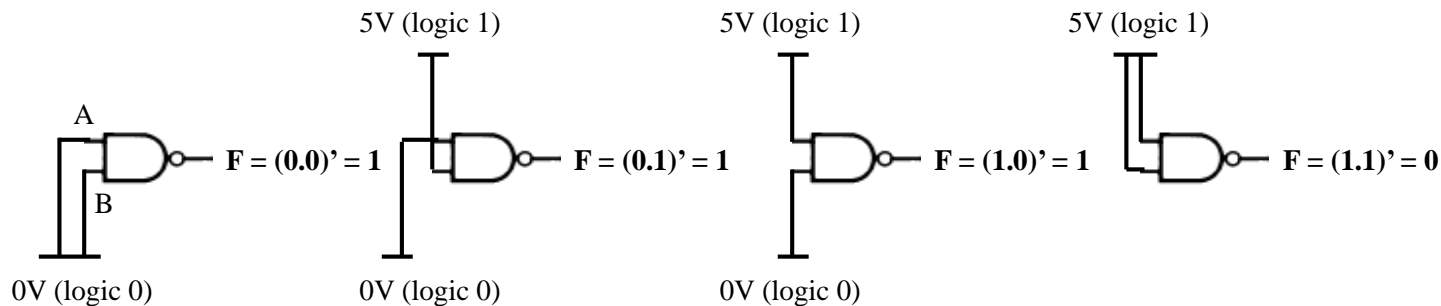 5V (logic 1)
5V (logic 1)
5V (logic 1)
A
F = (0.0)’ = 1
F = (0.1)’ = 1
F = (1.0)’ = 1
F = (1.1)’ = 0
B
0V (logic 0)
0V (logic 0)
0V (logic 0)